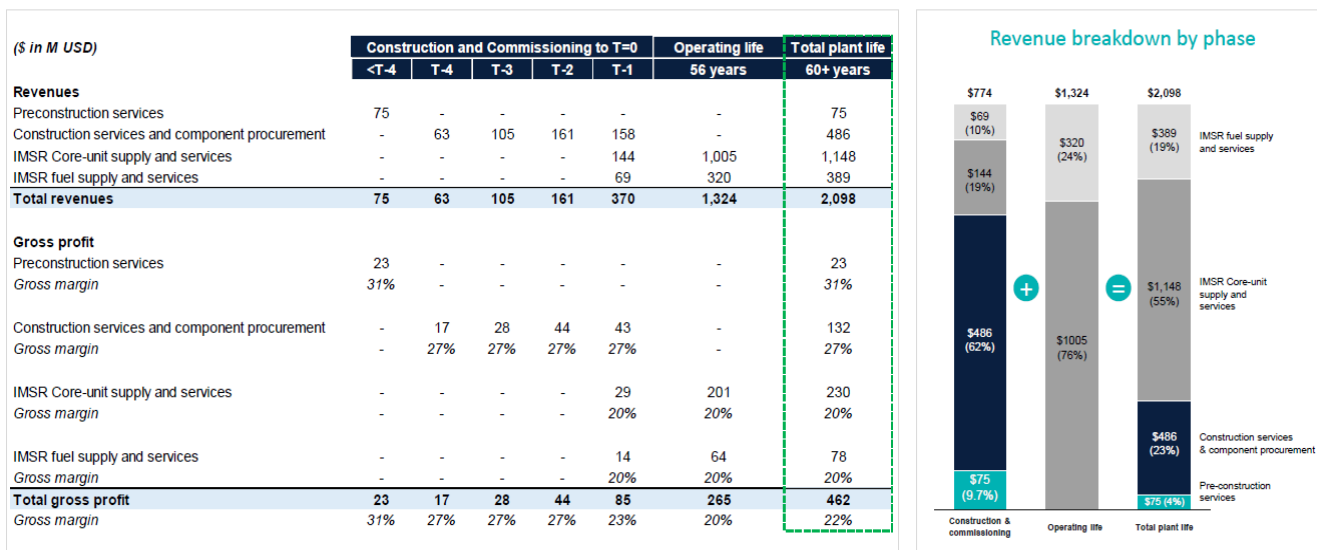 ($ in M USD) Construction and Commissioning to T=0 Operating life Total plant life
<T-4 T-4 T-3 T-2 T-1 56 years 60+ years
Revenues
Preconstruction services 75 - - - - - 75
Construction services and component procurement - 63 105 161 158 - 486
IMSR Core-unit supply and services - - - - 144 1,005 1,148
IMSR fuel supply and services - - - - 69 320 389
Total revenues 75 63 105 161 370 1,324 2,098
Gross profit
Preconstruction services 23 - - - - - 23
Gross margin 31% - - - - - 31%
Construction services and component procurement - 17 28 44 43 - 132
Gross margin - 27% 27% 27% 27% - 27%
IMSR Core-unit supply and services - - - - 29 201 230
Gross margin - - - - 20% 20% 20%
IMSR fuel supply and services - - - - 14 64 78
Gross margin - - - - 20% 20% 20%
Total gross profit 23 17 28 44 85 265 462
Gross margin 31% 27% 27% 27% 23% 20% 22%
Revenue breakdown by phase
$774 $1,324 $2,098
$69
(10%)
$144
(19%)
$486
(62%)
$75
(9.7%)
Construction &
commissioning
+
$320
(24%)
$1005
(76%)
Operating life
=
$389
(19%)
$1,148
(55%)
$486
(23%)
$75 (4%)
Total plant life
IMSR fuel supply
and services
IMSR Core-unit
supply and
services
Construction services
& component procurement
Pre-construction
services